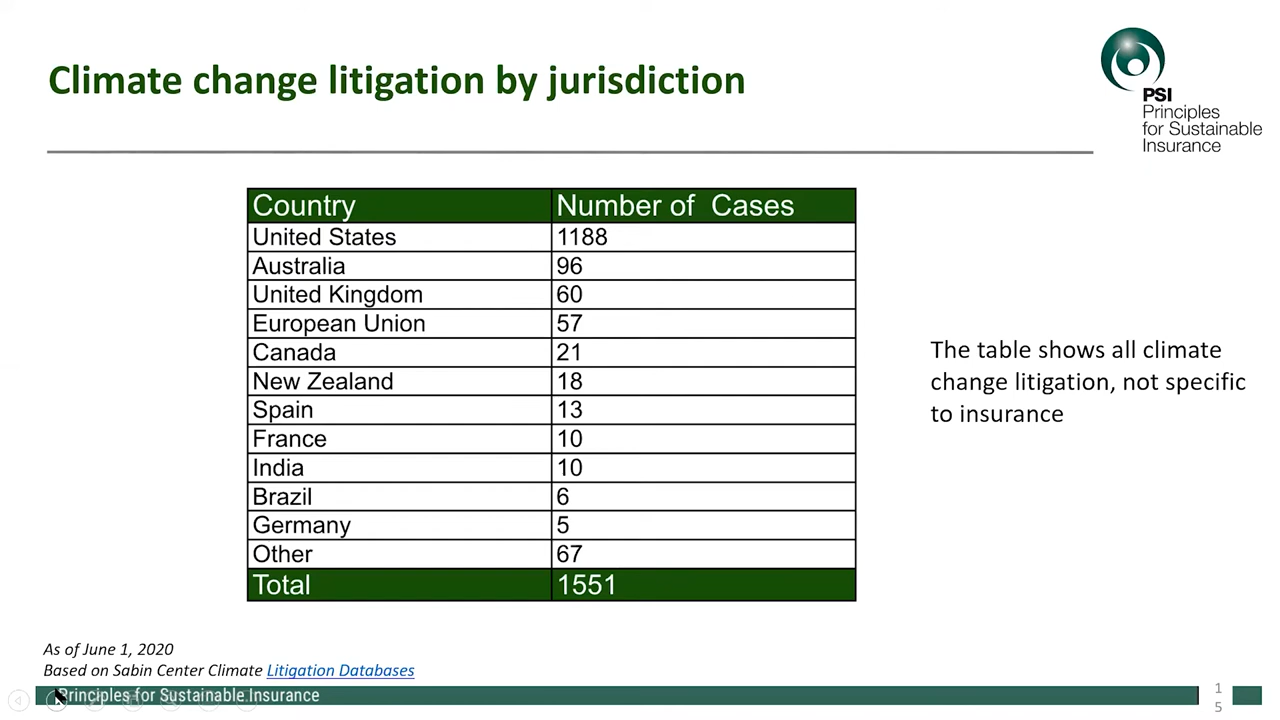 Climate change litigation by jurisdiction
PSI
Principles
for Sustainable
Insurance
Country Number of Cases
United States 1188
Australia 96
United Kingdom 60
European Union 57
Canada 21
New Zealand 18
Spain 13
France 10
India 10
Brazil 6
Germany 5
Other 67
Total 1551
The table shows all climate
change litigation, not specific
to insurance
As of June 1, 2020
Based on Sabin Center Climate Litigation Databases
Principles for Sustainable Insurance
1
5